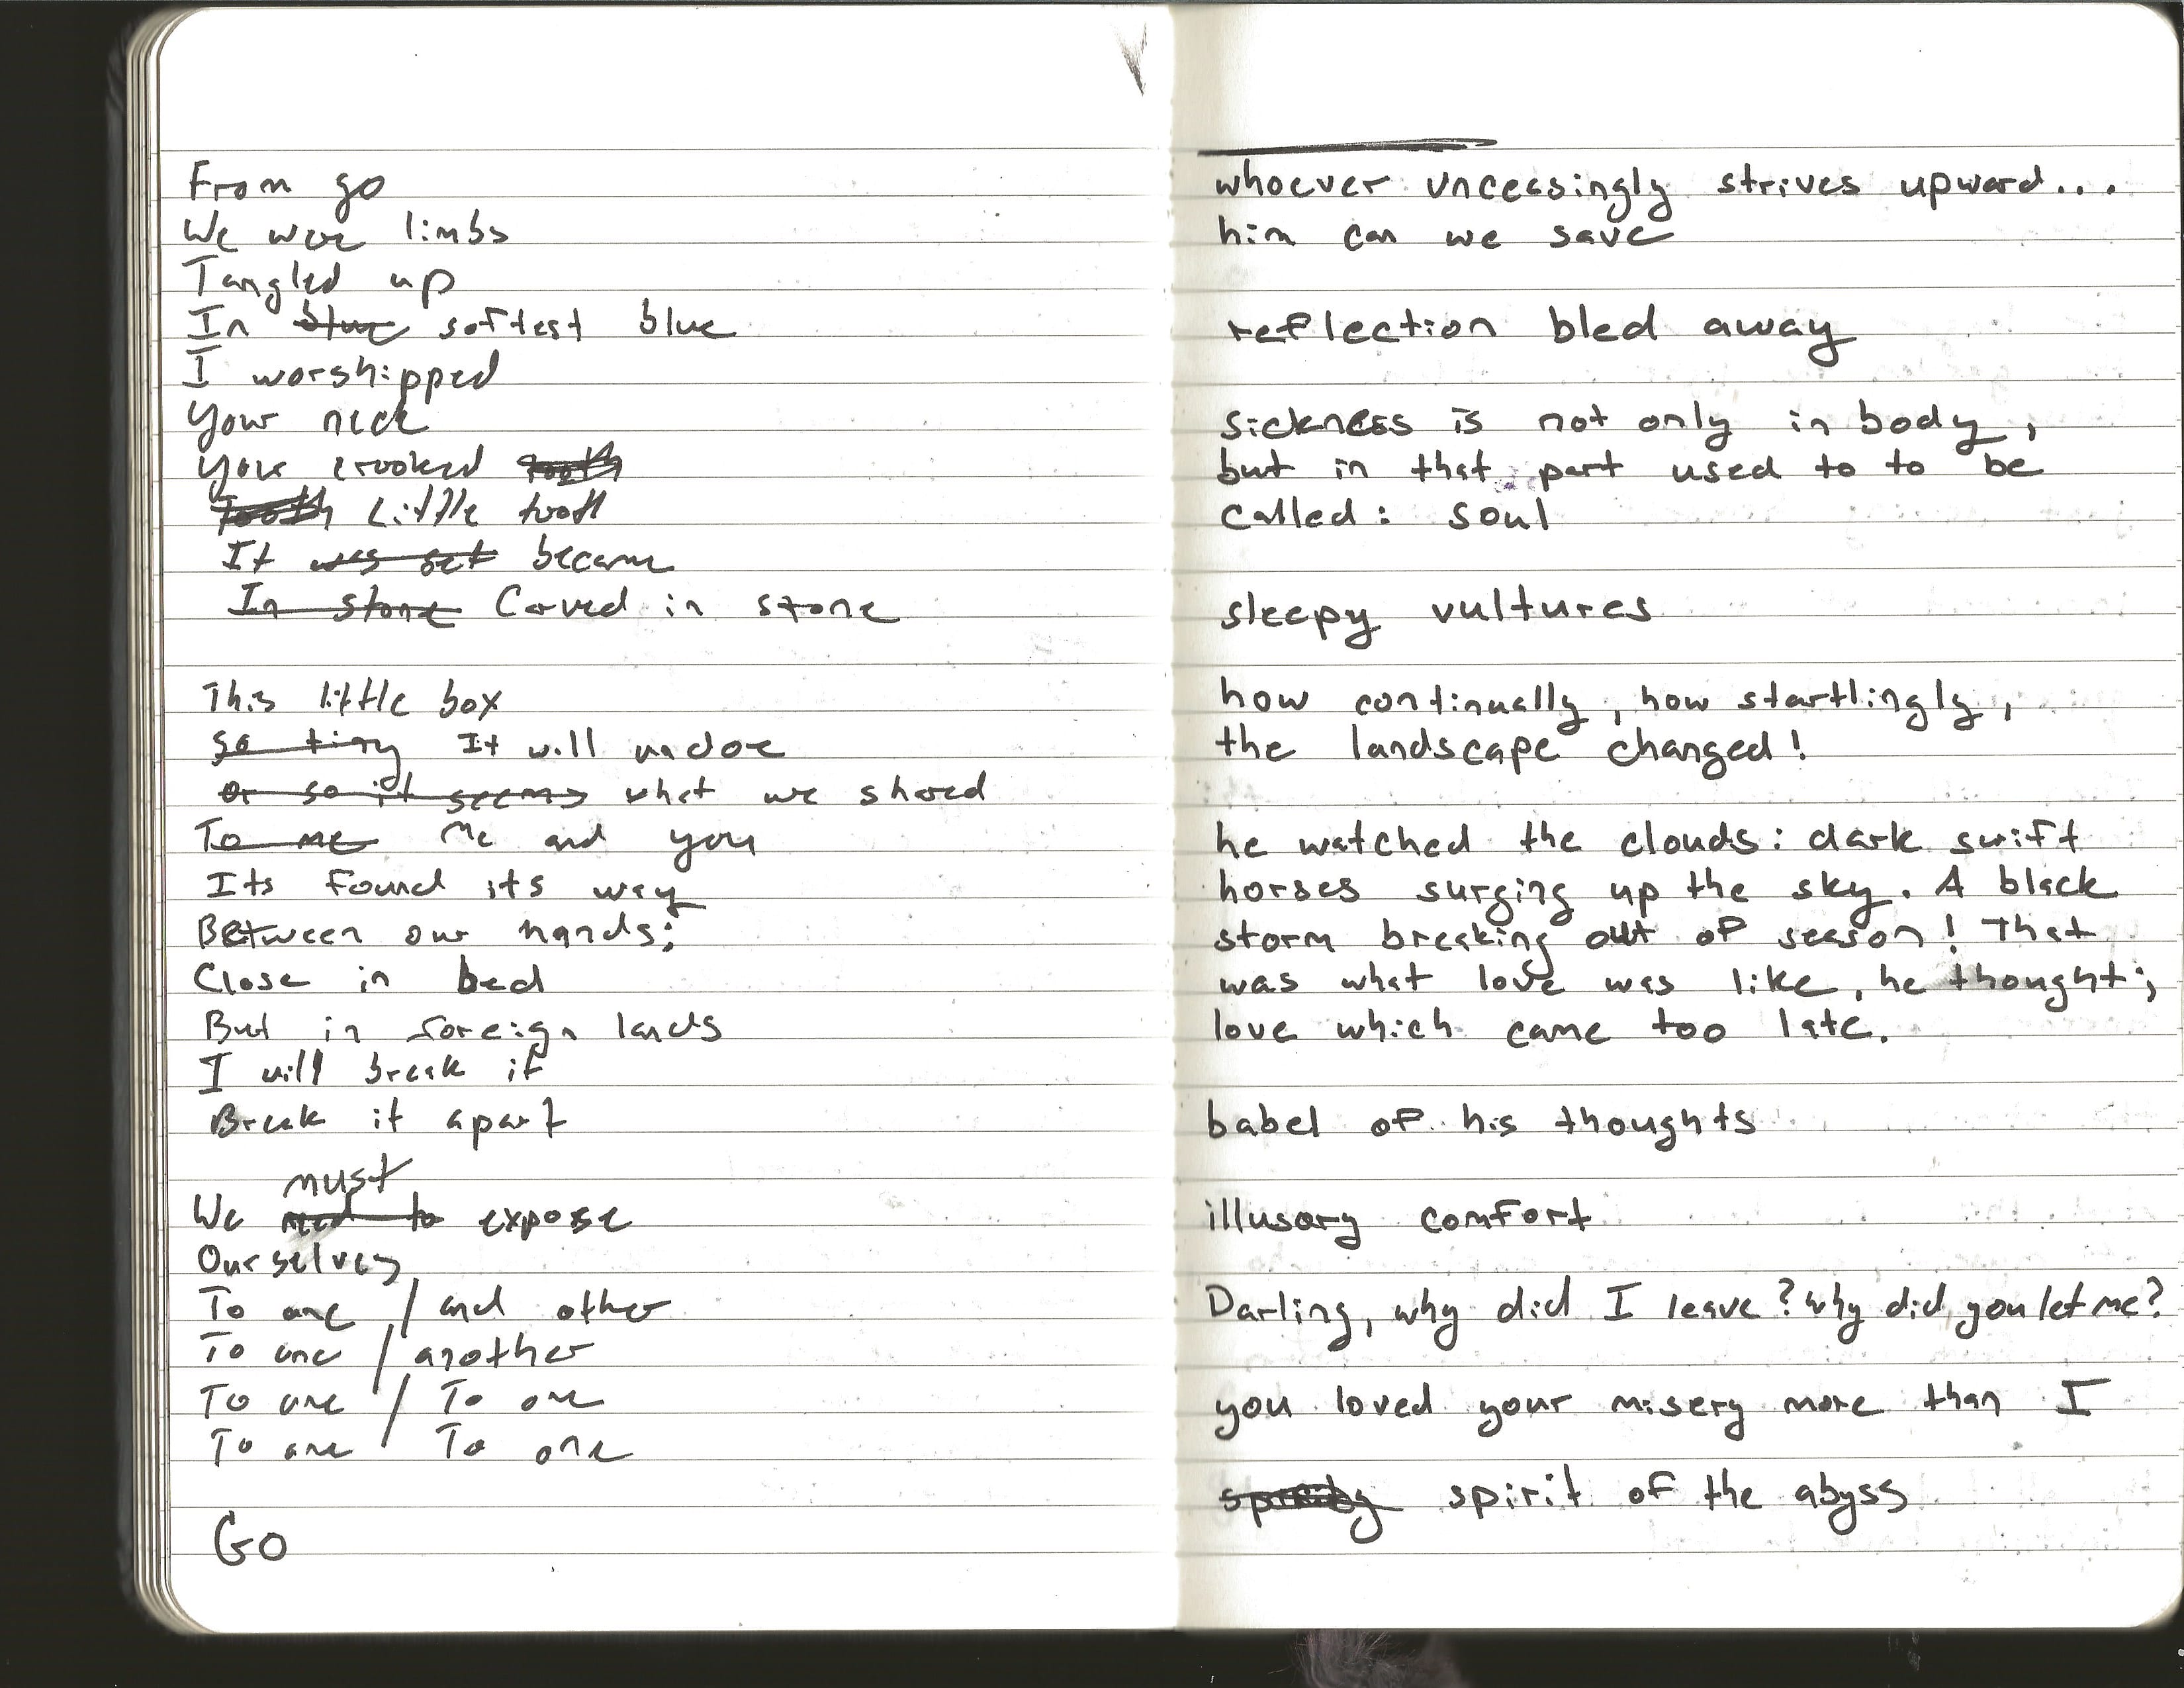 From go
We were limbs
Tangled up
In blue softest blue
I worshipped
Your neck
Your crooked tooth
Tooth Little tooth
It was set became
In stone Carved in stone
This little box
so tiny It will undoe
or so it seems what we shared
To me Me and you
Its found its way
Between our hands;
Close in bed
But in foreign lands
I will break it
Break it apart
must
We need to expose
Ourselves
To one / and other
To one / another
To one / To one
To one / To one
Go
whoever uncessingly strives upward...
him can we save
reflection bled away
sickness is not only in body,
but in that part used to to be
called: soul
sleepy vultures
how continually, how startlingly,
the landscape changed!
he watched the clouds: dark swift
horses surging up the sky. A black
storm breaking out of season! That
was what love was like, he thought;
love which came too late.
babel of his thoughts
illusary comfort
Darling, why did I leave? Why did you let me?
you loved your misery more than I
spirit of the abyss